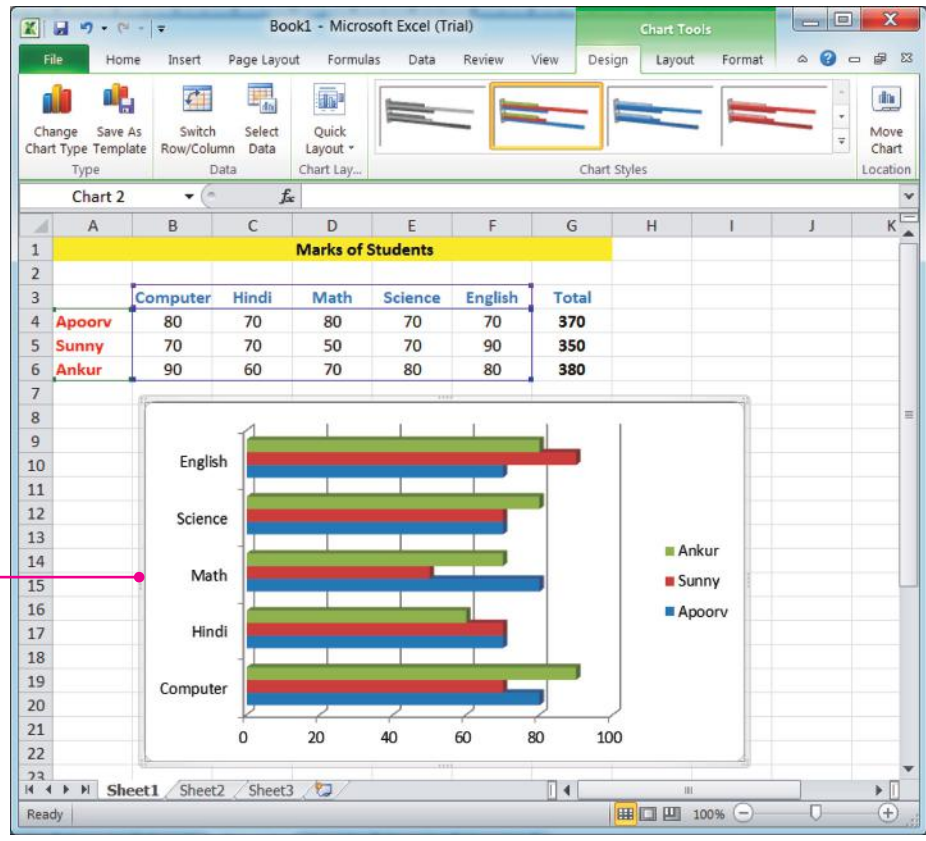 Book1 - Microsoft Excel (Trial)
Chart Tools
File Home Insert Page Layout Formulas Data Review View Design Layout Format
Change Chart Type
Save As Template
Switch Row/Column
Select Data
Quick Layout
Move Chart
Type Data Chart Lay... Chart Styles Location
Chart 2 fx
A B C D E F G H I J K
1 Marks of Students
2
3 Computer Hindi Math Science English Total
4 Apoorv 80 70 80 70 70 370
5 Sunny 70 70 50 70 90 350
6 Ankur 90 60 70 80 80 380
7
8
9
10
11
12
13
14
15
16
17
18
19
20
21
22
23
English
Science
Math
Hindi
Computer
0 20 40 60 80 100
Ankur
Sunny
Apoorv
Sheet1 Sheet2 Sheet3
Ready 100%